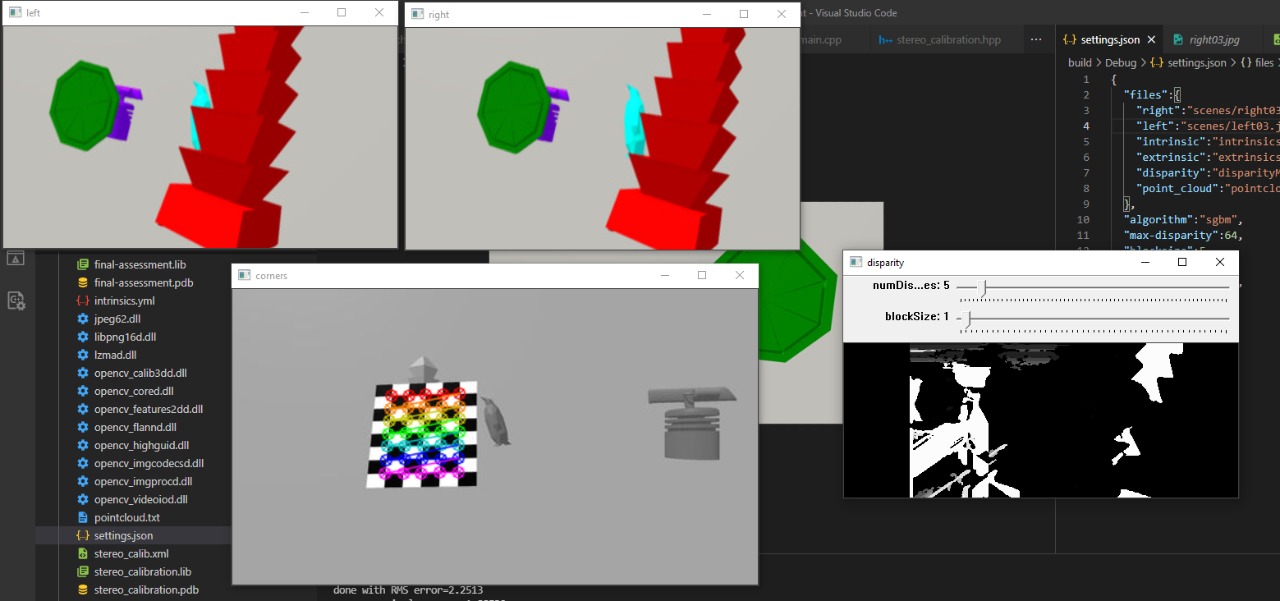 left
right
- Visual Studio Code
main.cpp
stereo_calibration.hpp
settings.json
right03.jpg
build > Debug > settings.json > {} files
1 {
2 "files":{
3 "right":"scenes/right03
4 "left":"scenes/left03.j
5 "intrinsic":"intrinsics
6 "extrinsic":"extrinsics
7 "disparity":"disparityM
8 "point_cloud":"pointclo
9 },
10 "algorithm":"sgbm",
11 "max-disparity":64,
final-assessment.lib
final-assessment.pdb
intrinsics.yml
jpeg62.dll
libpng16d.dll
lzmad.dll
opencv_calib3dd.dll
opencv_cored.dll
opencv_features2dd.dll
opencv_flannd.dll
opencv_highguid.dll
opencv_imgcodecsd.dll
opencv_imgprocd.dll
opencv_videoiod.dll
pointcloud.txt
settings.json
stereo_calib.xml
stereo_calibration.lib
stereo_calibration.pdb
corners
disparity
numDis...es: 5
blockSize: 1
done with RMS error=2.2513